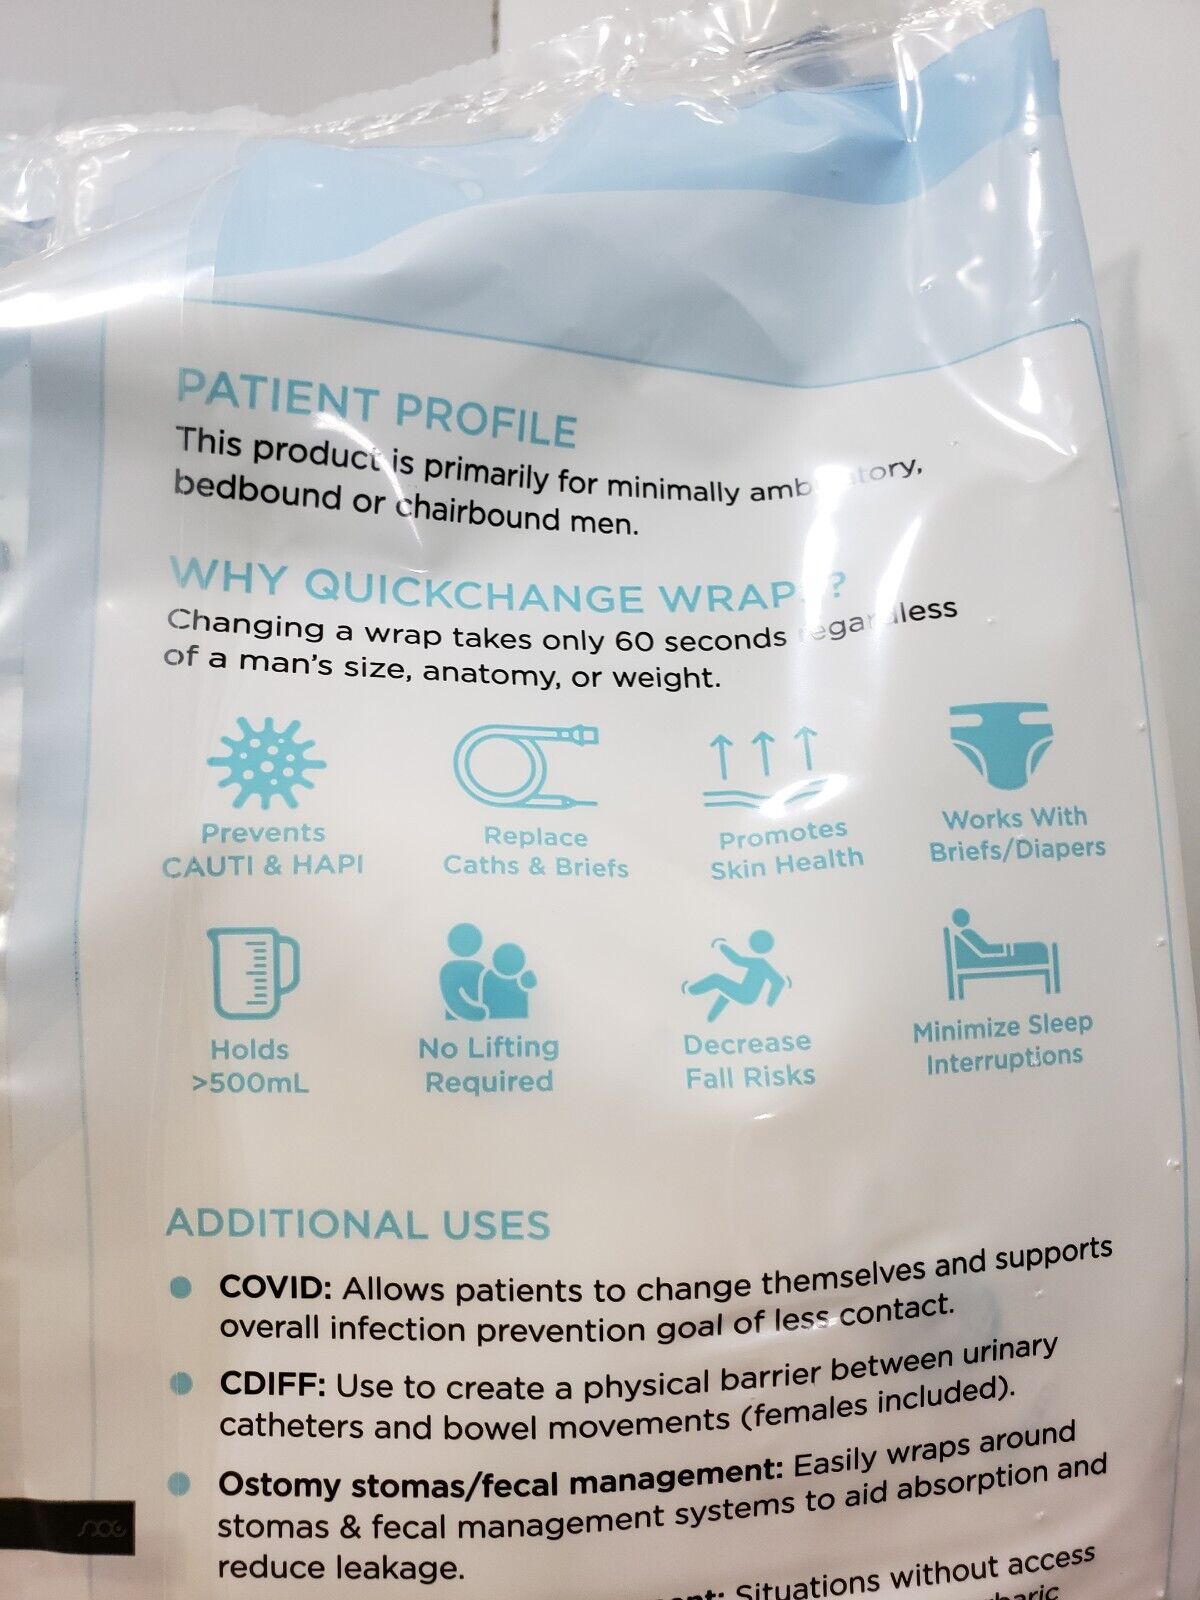 PATIENT PROFILE
This product is primarily for minimally
bedbound or chairbound men.
WHY QUICKCHANGE WRAPS?
Changing a wrap takes only 60 seconds regardless
of a man's size, anatomy, or weight.
Prevents
CAUTI & HAPI
Replace
Caths & Briefs
Promotes
Skin Health
Works With
Briefs/Diapers
Holds
>500mL
No Lifting
Required
Decrease
Fall Risks
Minimize Sleep
Interruptions
ADDITIONAL USES
COVID: Allows patients to change themselves and supports
overall infection prevention goal of less contact.
CDIFF: Use to create a physical barrier between urinary
catheters and bowel movements (females included).
Ostomy stomas/fecal management: Easily wraps around
stomas & fecal management systems to aid absorption and
reduce leakage.
Situations without access